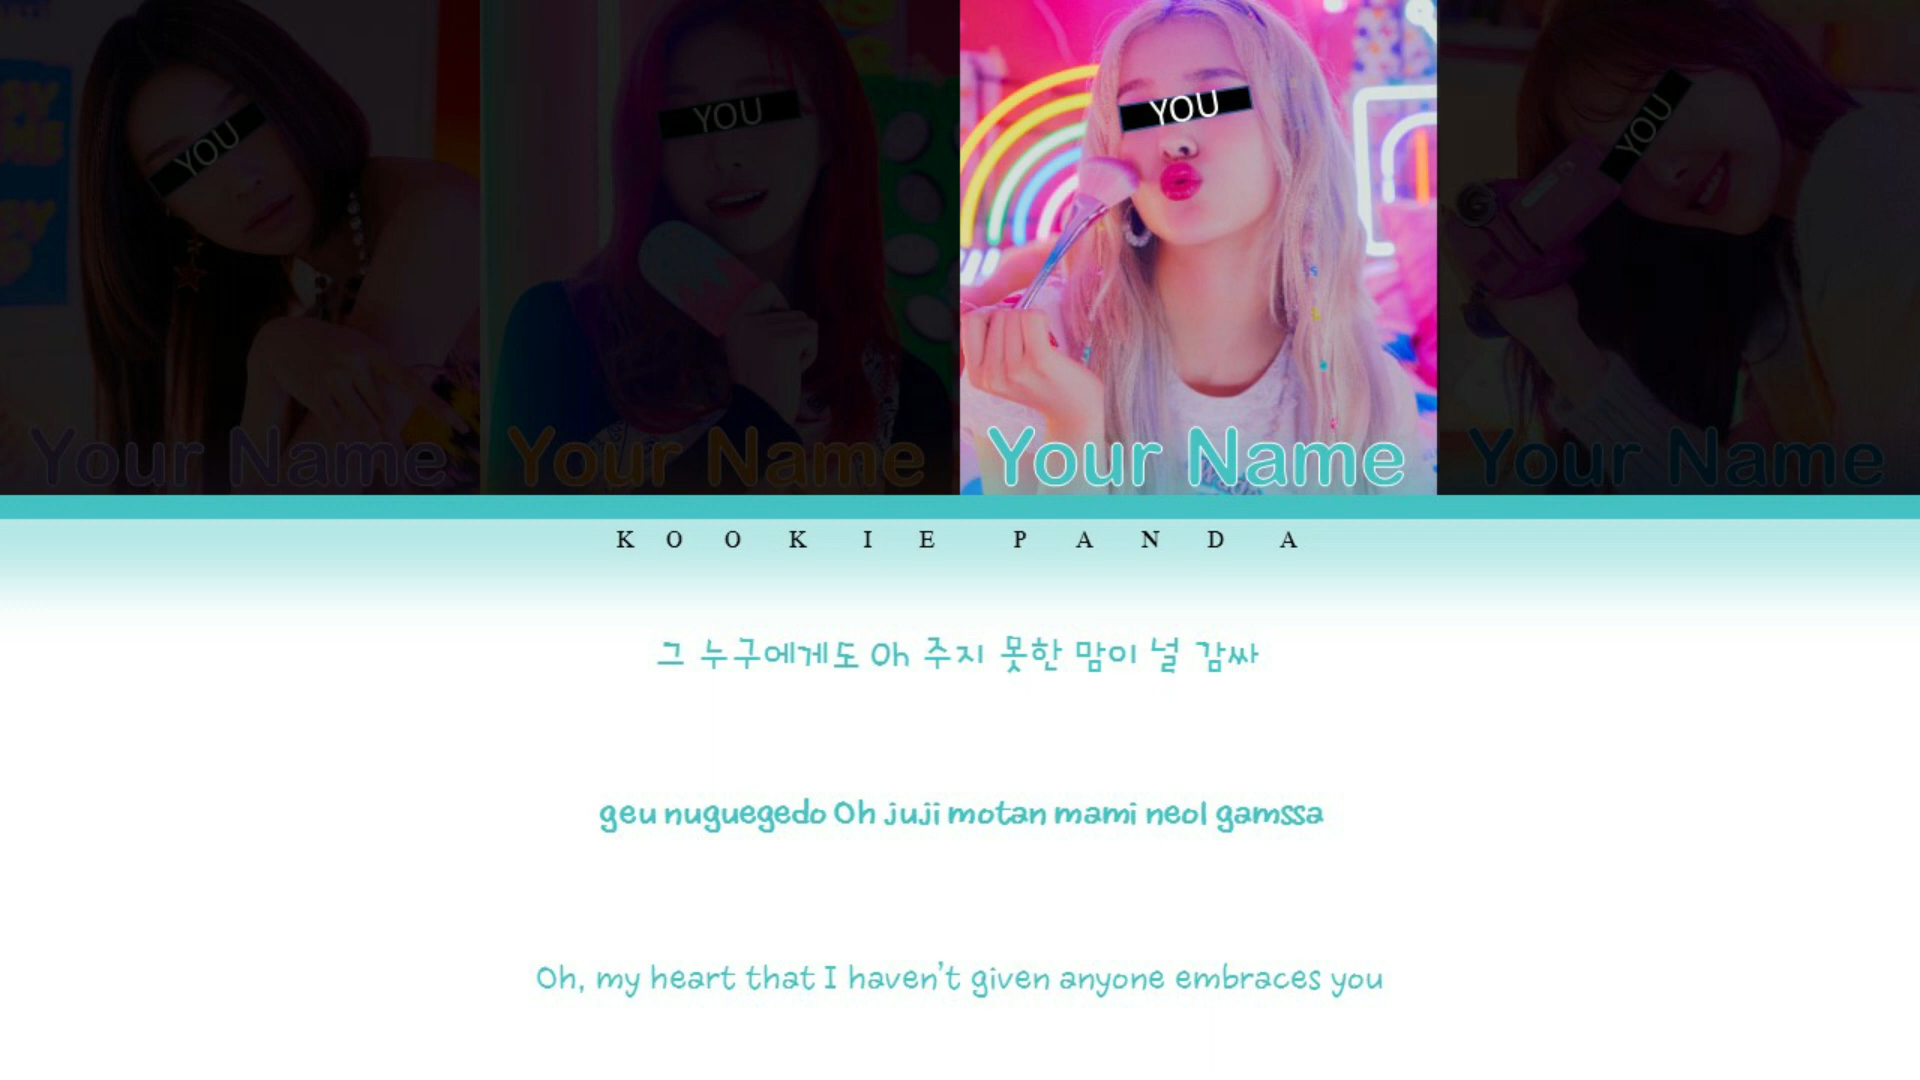 YOU YOU YOU YOU
Your Name Your Name Your Name Your Name
KOOKIE PANDA
그 누구에게도 Oh 주지 못한 맘이 널 감싸
geu nuguegedo Oh juji motan mami neol gamssa
Oh, my heart that I haven't given anyone embraces you